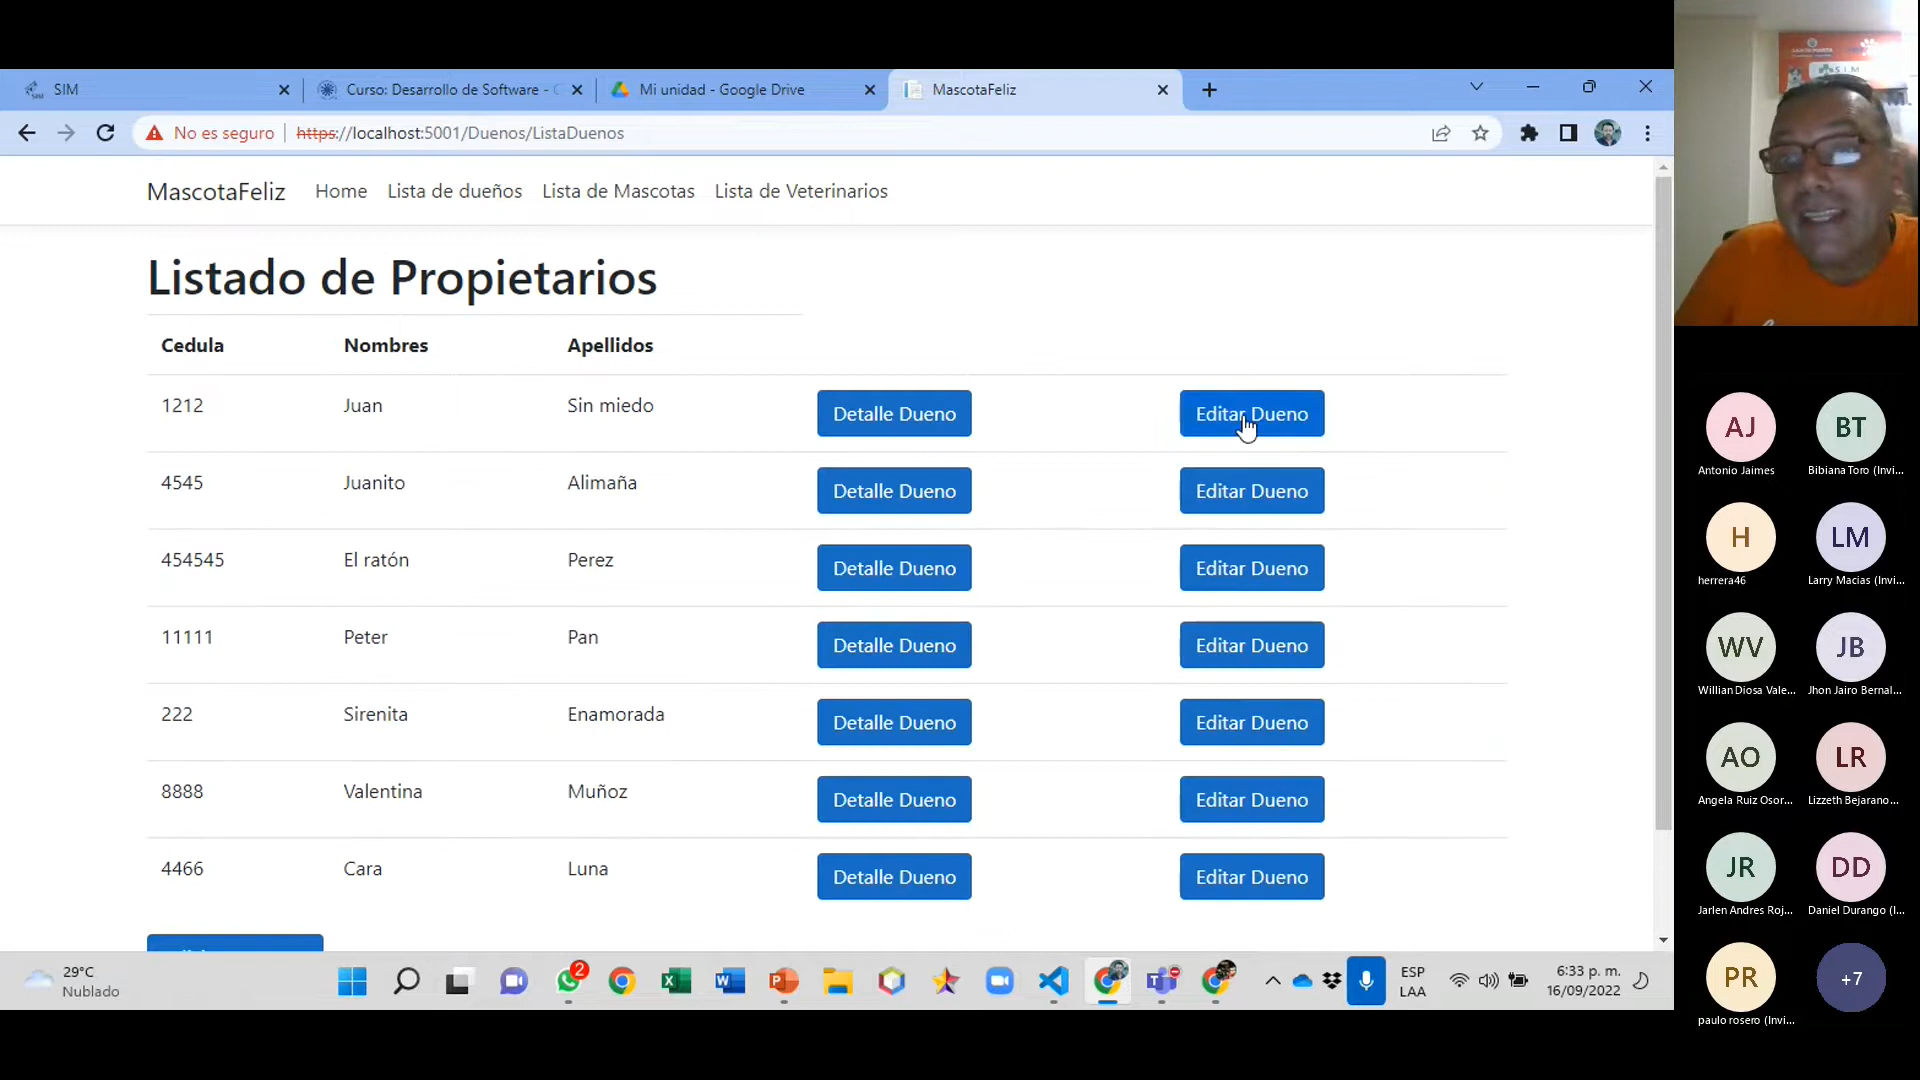 SIM
Curso: Desarrollo de Software - C
Mi unidad - Google Drive
MascotaFeliz
No es seguro
https://localhost:5001/Duenos/ListaDuenos
MascotaFeliz Home Lista de dueños Lista de Mascotas Lista de Veterinarios
Listado de Propietarios
Cedula Nombres Apellidos
1212 Juan Sin miedo Detalle Dueno Editar Dueno
4545 Juanito Alimaña Detalle Dueno Editar Dueno
454545 El ratón Perez Detalle Dueno Editar Dueno
11111 Peter Pan Detalle Dueno Editar Dueno
222 Sirenita Enamorada Detalle Dueno Editar Dueno
8888 Valentina Muñoz Detalle Dueno Editar Dueno
4466 Cara Luna Detalle Dueno Editar Dueno
29°C
Nublado
2
ESP
LAA
6:33 p. m.
16/09/2022
S.I.M
AJ
Antonio Jaimes
BT
Bibiana Toro (Invi...
H
herrera46
LM
Larry Macias (Invi...
WV
Willian Diosa Vale...
JB
Jhon Jairo Bernal...
AO
Angela Ruiz Osor...
LR
Lizzeth Bejarano...
JR
Jarlen Andres Roj...
DD
Daniel Durango (I...
PR
paulo rosero (Invi...
+7